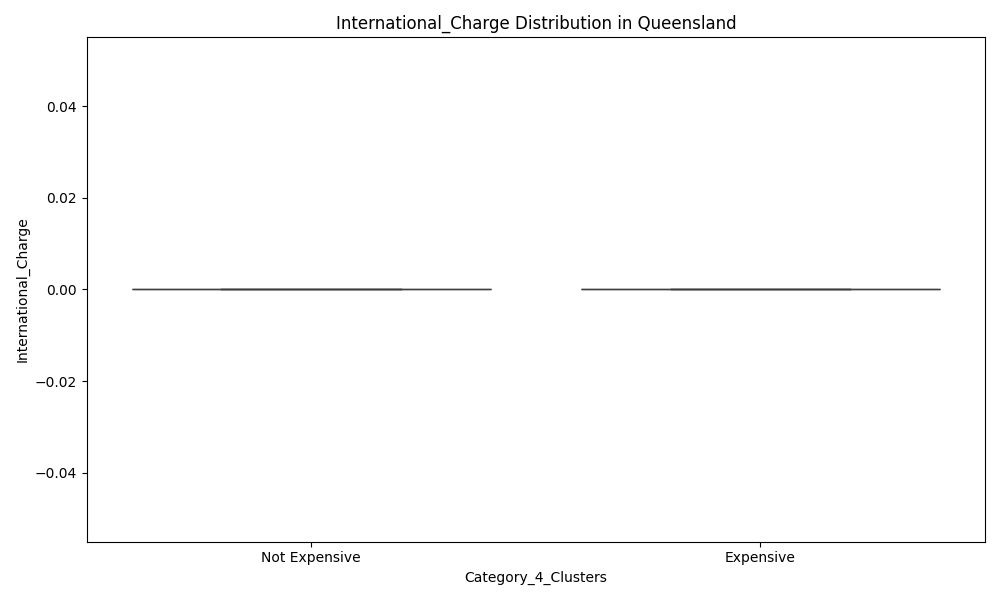 International_Charge Distribution in Queensland
International_Charge
0.04
0.02
0.00
−0.02
−0.04
Not Expensive
Expensive
Category_4_Clusters